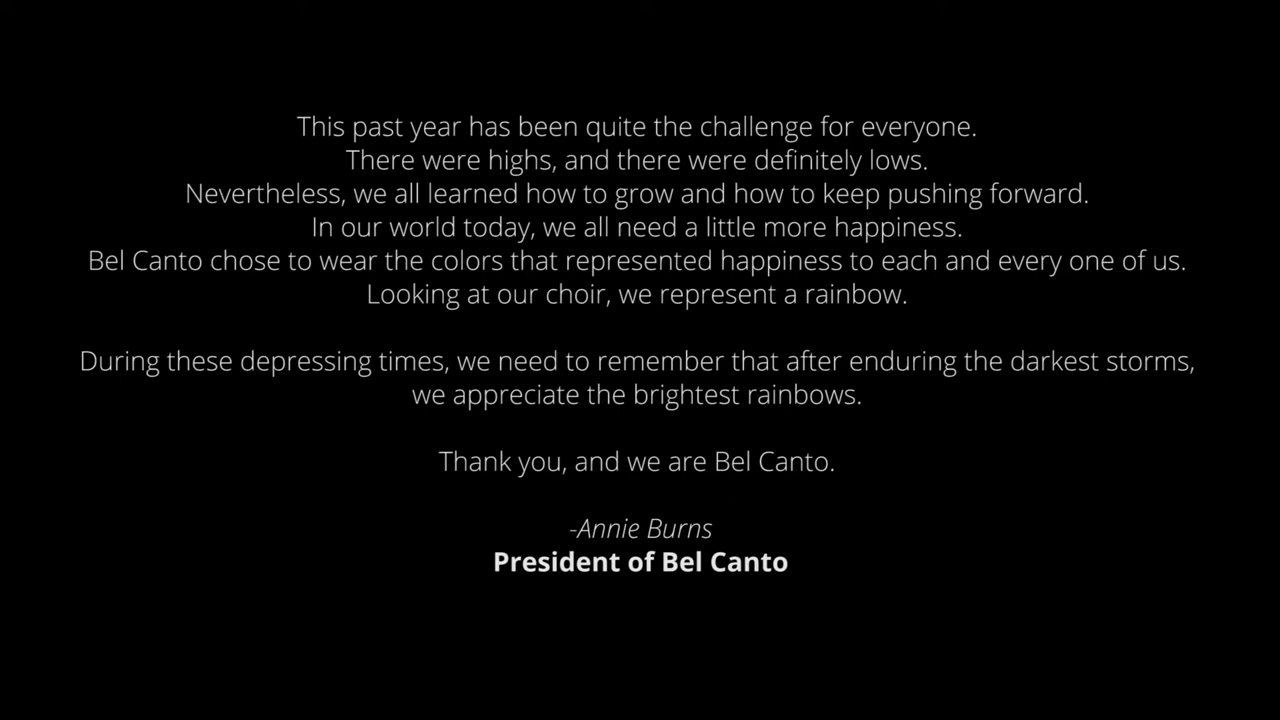 This past year has been quite the challenge for everyone.
There were highs, and there were definitely lows.
Nevertheless, we all learned how to grow and how to keep pushing forward.
In our world today, we all need a little more happiness.
Bel Canto chose to wear the colors that represented happiness to each and every one of us.
Looking at our choir, we represent a rainbow.
During these depressing times, we need to remember that after enduring the darkest storms,
we appreciate the brightest rainbows.
Thank you, and we are Bel Canto.
-Annie Burns
President of Bel Canto